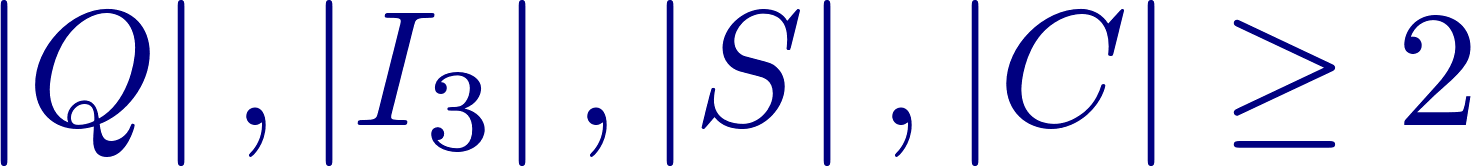 |Q| , |I₃| , |S| , |C| ≥ 2